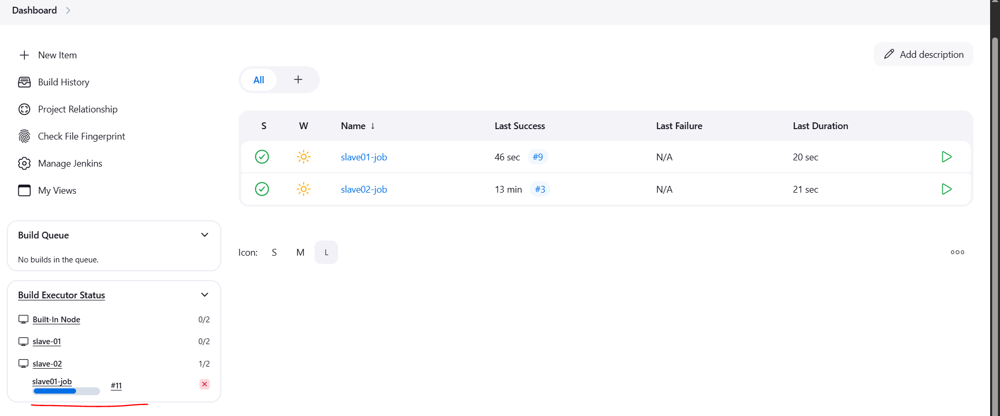 Dashboard
New Item
Build History
Project Relationship
Check File Fingerprint
Manage Jenkins
My Views
Build Queue
No builds in the queue.
Build Executor Status
Built-In Node 0/2
slave-01 0/2
slave-02 1/2
slave01-job #11
Add description
All
S W Name ↓ Last Success Last Failure Last Duration
slave01-job 46 sec #9 N/A 20 sec
slave02-job 13 min #3 N/A 21 sec
Icon: S M L